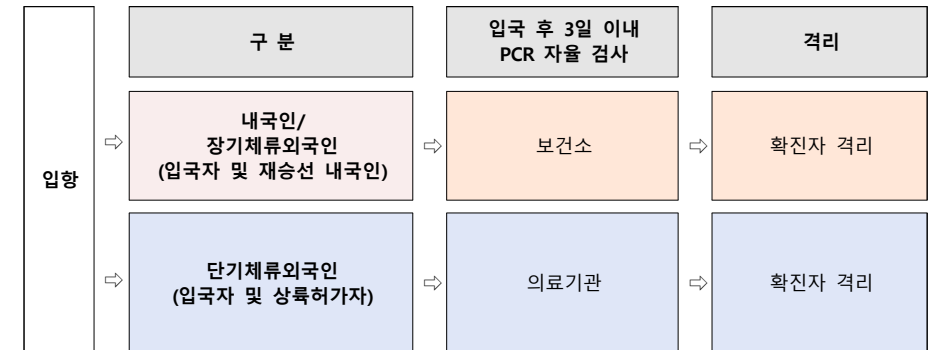 구 분
입국 후 3일 이내
PCR 자율 검사
격리
입항
⇨
내국인/
장기체류외국인
(입국자 및 재승선 내국인)
⇨
보건소
⇨
확진자 격리
⇨
단기체류외국인
(입국자 및 상륙허가자)
⇨
의료기관
⇨
확진자 격리